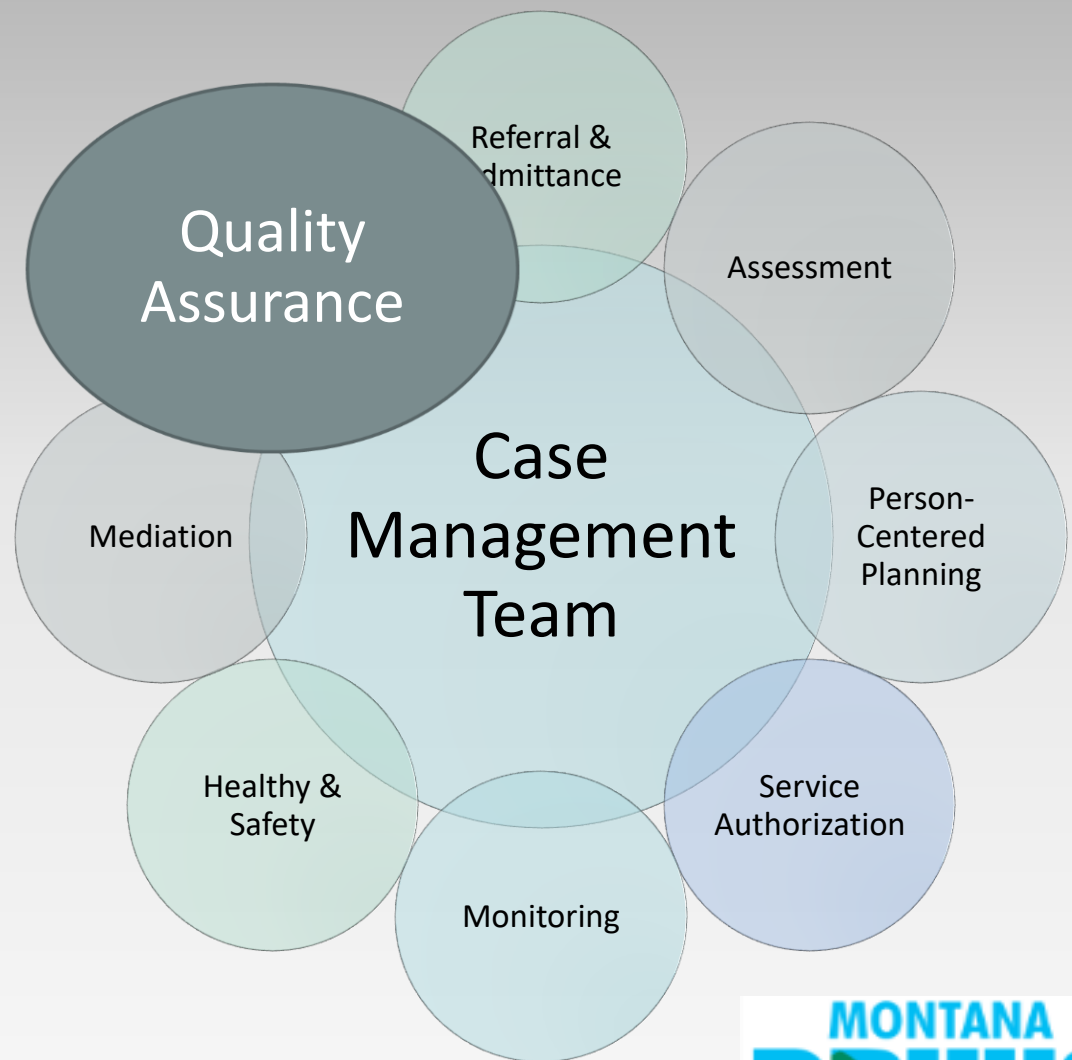 Referral &
dmittance
Quality
Assurance
Assessment
Case
Management
Team
Person-
Centered
Planning
Mediation
Healthy &
Safety
Service
Authorization
Monitoring
MONTANA